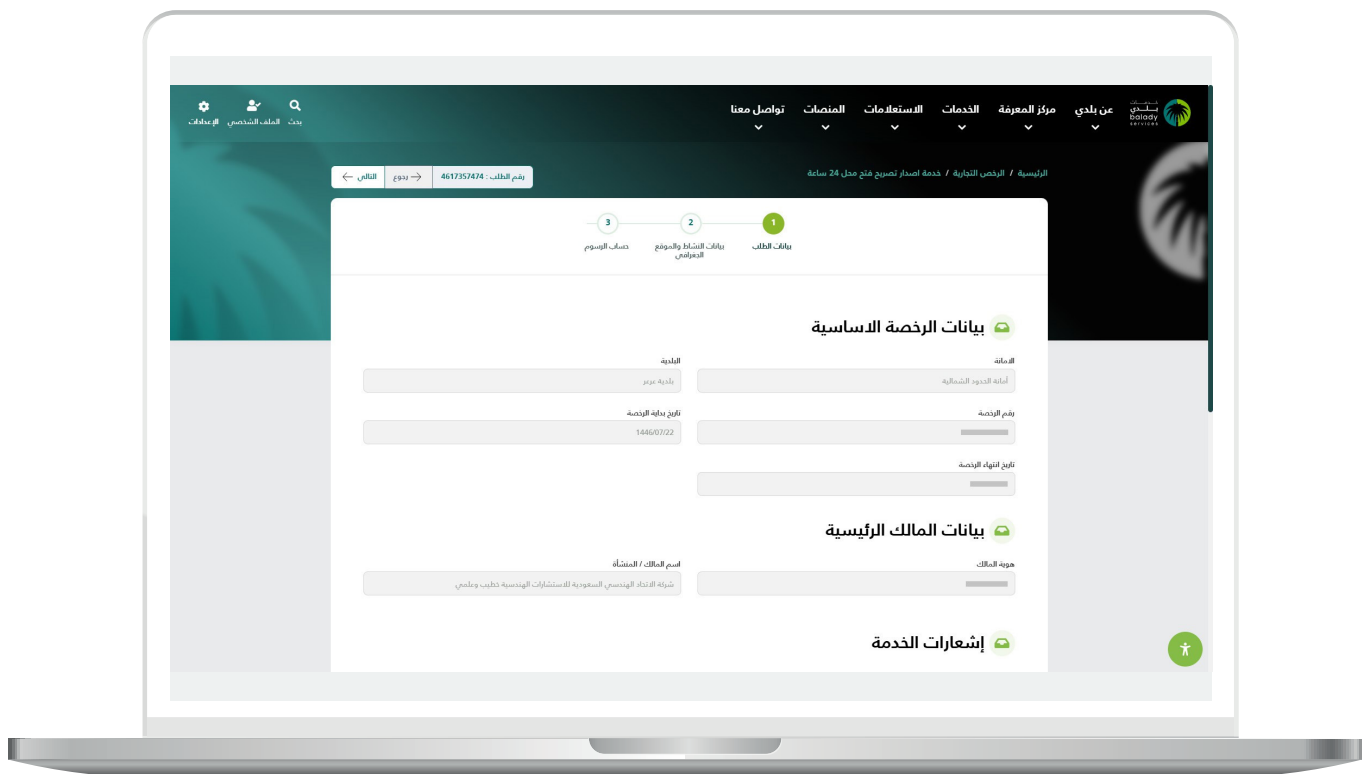 خدمات
بلدي
balady
services
عن بلدي
مركز المعرفة
الخدمات
الاستعلامات
المنصات
تواصل معنا
بحث
الملف الشخصي
الإعدادات
الرئيسية / الرخص التجارية / خدمة اصدار تصريح فتح محل 24 ساعة
رقم الطلب : 4617357474
رجوع
التالي
1
2
3
بيانات الطلب
بيانات النشاط والموقع
الجغرافي
حساب الرسوم
بيانات الرخصة الاساسية
الامانة
البلدية
أمانة الحدود الشمالية
بلدية عرعر
رقم الرخصة
تاريخ بداية الرخصة
1446/07/22
تاريخ انتهاء الرخصة
بيانات المالك الرئيسية
هوية المالك
اسم المالك / المنشأة
شركة الاتحاد الهندسي السعودية للاستشارات الهندسية خطيب وعلمي
إشعارات الخدمة